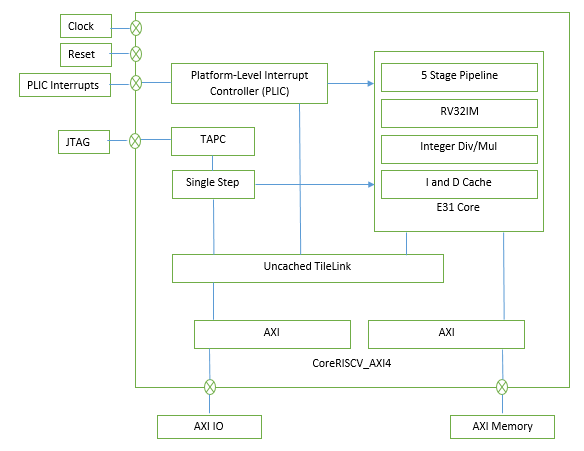 Clock
Reset
PLIC Interrupts
Platform-Level Interrupt
Controller (PLIC)
5 Stage Pipeline
RV32IM
JTAG
TAPC
Integer Div/Mul
Single Step
I and D Cache
E31 Core
Uncached TileLink
AXI
AXI
CoreRISCV_AXI4
AXI IO
AXI Memory